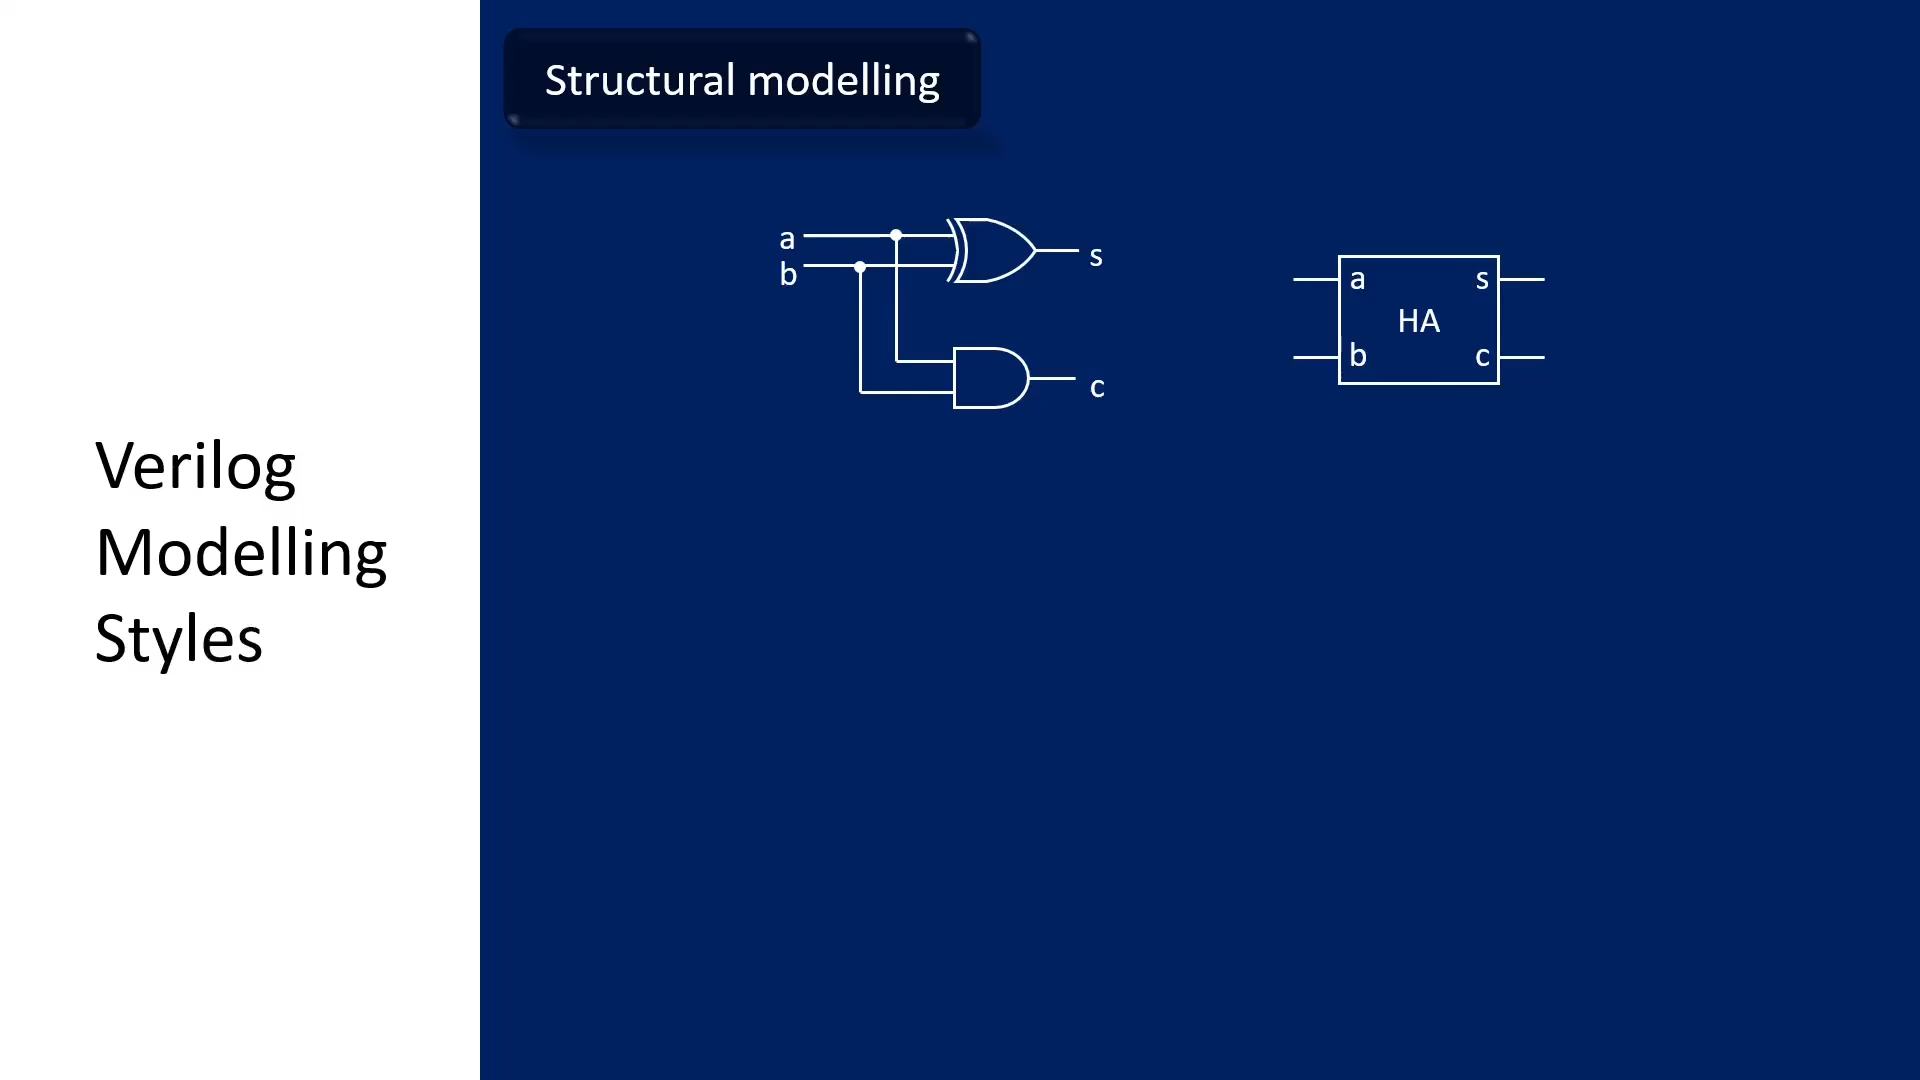 Verilog
Modelling
Styles
Structural modelling
a
b
s
c
a s
HA
b c